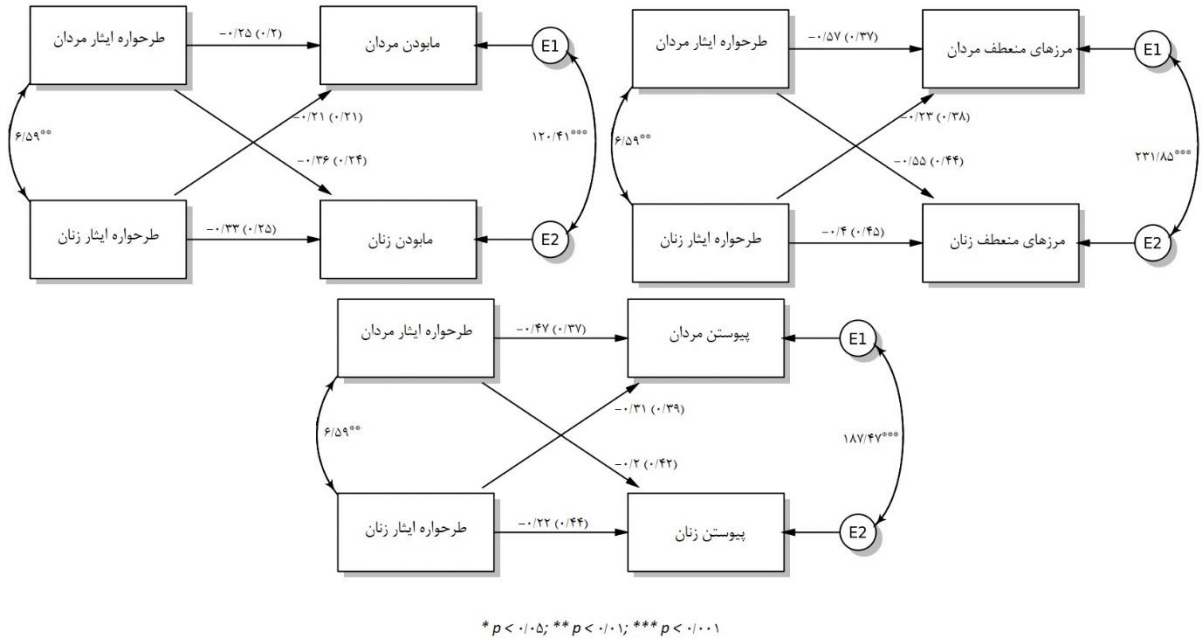 طرحواره ایثار مردان
-۰/۲۵ (۰/۲)
مابودن مردان
E1
۶/۵۹**
-۰/۲۱ (۰/۲۱)
-۰/۳۶ (۰/۲۴)
۱۲۰/۴۱***
طرحواره ایثار زنان
-۰/۳۳ (۰/۲۵)
مابودن زنان
E2
طرحواره ایثار مردان
-۰/۵۷ (۰/۳۷)
مرزهای منعطف مردان
E1
۶/۵۹**
-۰/۲۳ (۰/۳۸)
-۰/۵۵ (۰/۴۴)
۲۳۱/۸۵***
طرحواره ایثار زنان
-۰/۴ (۰/۴۵)
مرزهای منعطف زنان
E2
طرحواره ایثار مردان
-۰/۴۷ (۰/۳۷)
پیوستن مردان
E1
۶/۵۹**
-۰/۳۱ (۰/۳۹)
-۰/۲ (۰/۴۲)
۱۸۷/۴۷***
طرحواره ایثار زنان
-۰/۲۲ (۰/۴۴)
پیوستن زنان
E2
* p < ۰/۰۵; ** p < ۰/۰۱; *** p < ۰/۰۰۱